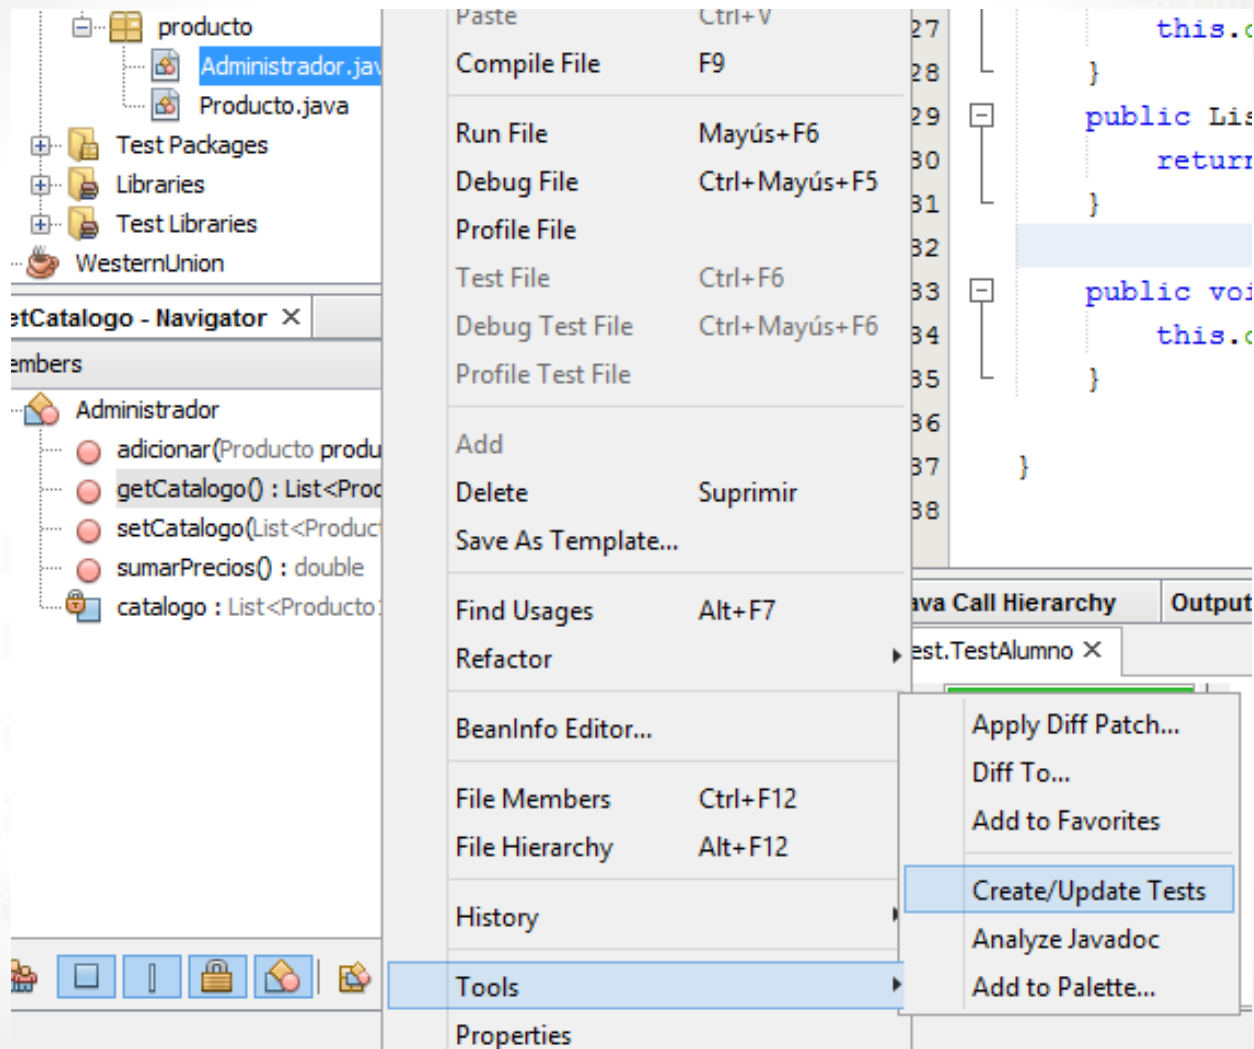 producto
Administrador.jav
Producto.java
Test Packages
Libraries
Test Libraries
WesternUnion
etCatalogo - Navigator
embers
Administrador
adicionar(Producto produ
getCatalogo() : List<Proc
setCatalogo(List<Product
sumarPrecios() : double
catalogo : List<Producto
Paste Ctrl+V
Compile File F9
Run File Mayús+F6
Debug File Ctrl+Mayús+F5
Profile File
Test File Ctrl+F6
Debug Test File Ctrl+Mayús+F6
Profile Test File
Add
Delete Suprimir
Save As Template...
Find Usages Alt+F7
Refactor
BeanInfo Editor...
File Members Ctrl+F12
File Hierarchy Alt+F12
History
Tools
Properties
27 this.c
28 }
29 public Lis
30 return
31 }
32
33 public voi
34 this.c
35 }
36
37 }
38
ava Call Hierarchy Output
est.TestAlumno
Apply Diff Patch...
Diff To...
Add to Favorites
Create/Update Tests
Analyze Javadoc
Add to Palette...